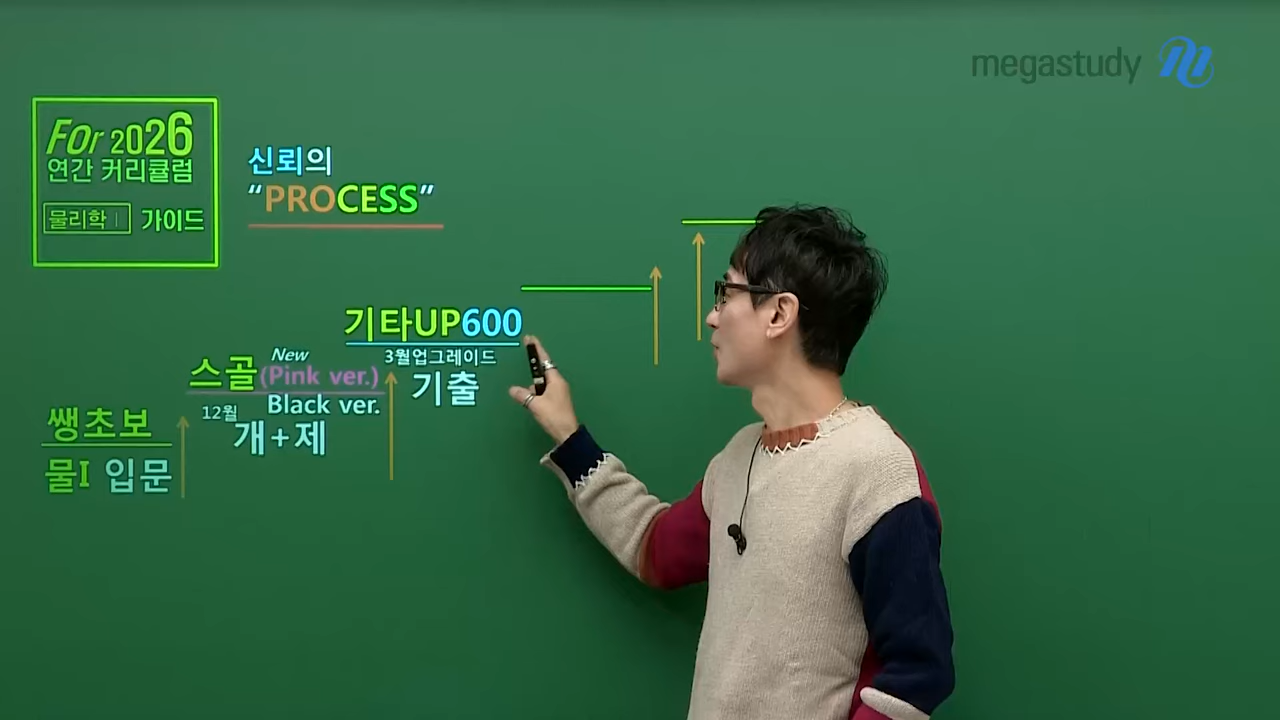 megastudy
For 2026
연간 커리큘럼
물리학 I 가이드
신뢰의
“PROCESS”
기타UP600
3월업그레이드
기출
New
스골(Pink ver.)
Black ver.
12월
개+제
쌩초보
물I 입문